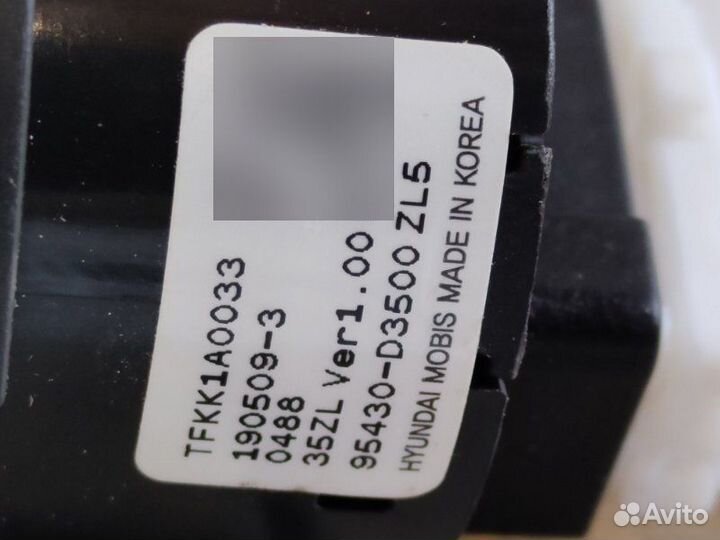 TFKK1A0033
190509-3
0488
35ZL Ver1.00
95430-D3500 ZL5
HYUNDAI MOBIS MADE IN KOREA
Avito